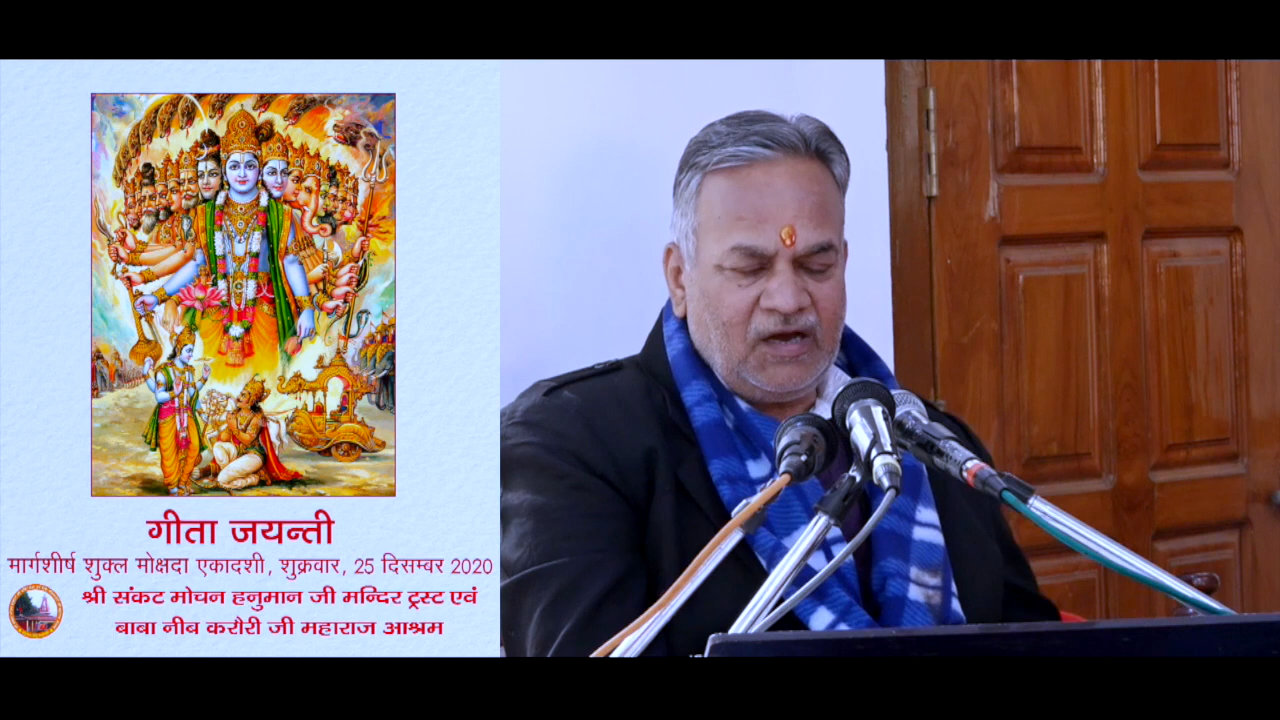 गीता जयन्ती
मार्गशीर्ष शुक्ल मोक्षदा एकादशी, शुक्रवार, 25 दिसम्बर 2020
श्री संकट मोचन हनुमान जी मन्दिर ट्रस्ट एवं
बाबा नीब करौरी जी महाराज आश्रम